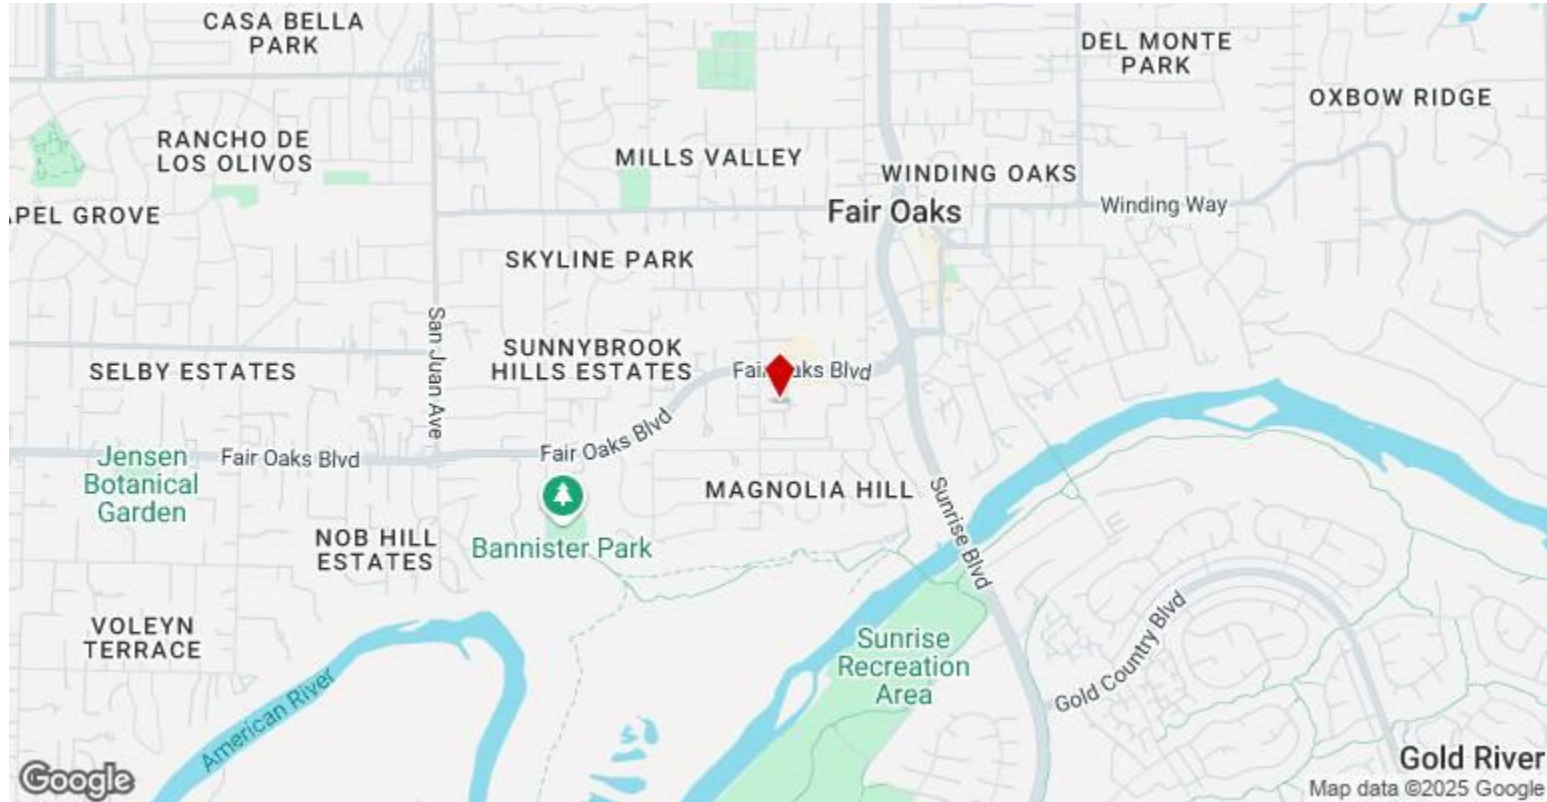 CASA BELLA
PARK
DEL MONTE
PARK
OXBOW RIDGE
RANCHO DE
LOS OLIVOS
MILLS VALLEY
WINDING OAKS
Fair Oaks
Winding Way
GROVE
SKYLINE PARK
San Juan Ave
SUNNYBROOK
HILLS ESTATES
SELBY ESTATES
Blvd
Fair Oaks Blvd
Fair Oaks Blvd
Jensen
Botanical
Garden
MAGNOLIA HILL
Sunrise Blvd
NOB HILL
ESTATES
Bannister Park
VOLEYN
TERRACE
Sunrise
Recreation
Area
Gold Country Blvd
American River
Gold River
Google
Map data ©2025 Google